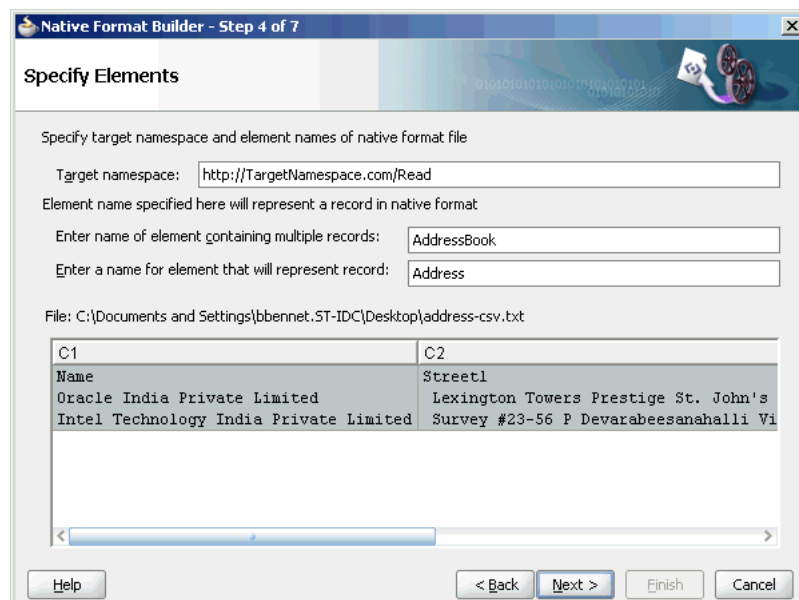 Native Format Builder - Step 4 of 7
Specify Elements
Specify target namespace and element names of native format file
Target namespace: http://TargetNamespace.com/Read
Element name specified here will represent a record in native format
Enter name of element containing multiple records: AddressBook
Enter a name for element that will represent record: Address
File: C:\Documents and Settings\bbennet.ST-IDC\Desktop\address-csv.txt
C1 C2
Name Street1
Oracle India Private Limited Lexington Towers Prestige St. John's
Intel Technology India Private Limited Survey #23-56 P Devarabeesanahalli Vi
Help < Back Next > Finish Cancel